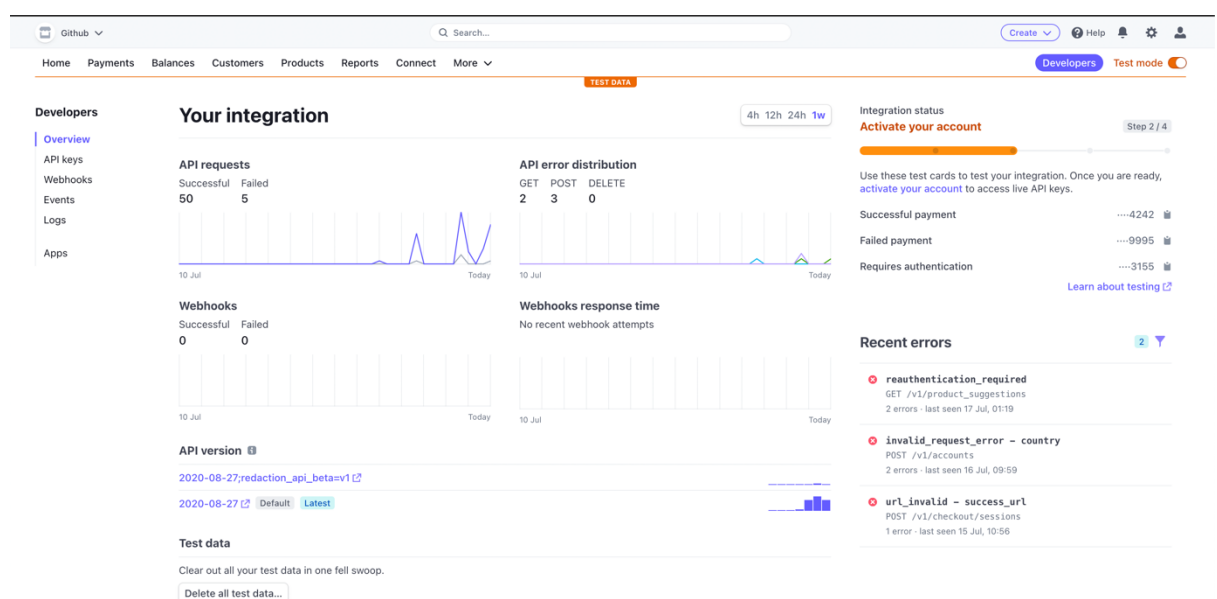 Github
Search...
Create
Help
Home Payments Balances Customers Products Reports Connect More
Developers Test mode
TEST DATA
Developers
Overview
API keys
Webhooks
Events
Logs
Apps
Your integration
4h 12h 24h 1w
API requests
Successful Failed
50 5
10 Jul Today
API error distribution
GET POST DELETE
2 3 0
10 Jul Today
Webhooks
Successful Failed
0 0
10 Jul Today
Webhooks response time
No recent webhook attempts
10 Jul Today
API version
2020-08-27;redaction_api_beta=v1
2020-08-27 Default Latest
Test data
Clear out all your test data in one fell swoop.
Delete all test data...
Integration status
Activate your account Step 2 / 4
Use these test cards to test your integration. Once you are ready,
activate your account to access live API keys.
Successful payment ····4242
Failed payment ····9995
Requires authentication ····3155
Learn about testing
Recent errors 2
reauthentication_required
GET /v1/product_suggestions
2 errors · last seen 17 Jul, 01:19
invalid_request_error – country
POST /v1/accounts
2 errors · last seen 16 Jul, 09:59
url_invalid – success_url
POST /v1/checkout/sessions
1 error · last seen 15 Jul, 10:56